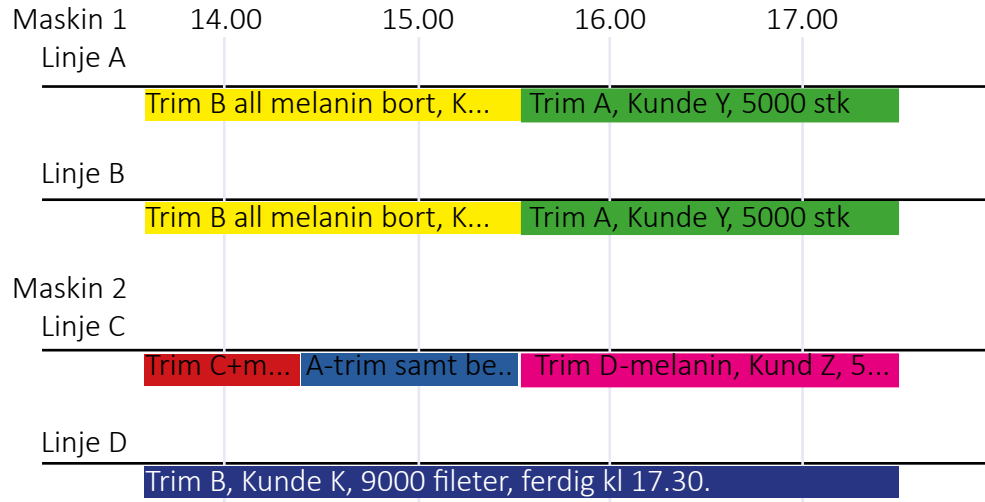 Maskin 1 14.00 15.00 16.00 17.00
Linje A
Trim B all melanin bort, K... Trim A, Kunde Y, 5000 stk
Linje B
Trim B all melanin bort, K... Trim A, Kunde Y, 5000 stk
Maskin 2
Linje C
Trim C+m... A-trim samt be.. Trim D-melanin, Kund Z, 5...
Linje D
Trim B, Kunde K, 9000 fileter, ferdig kl 17.30.